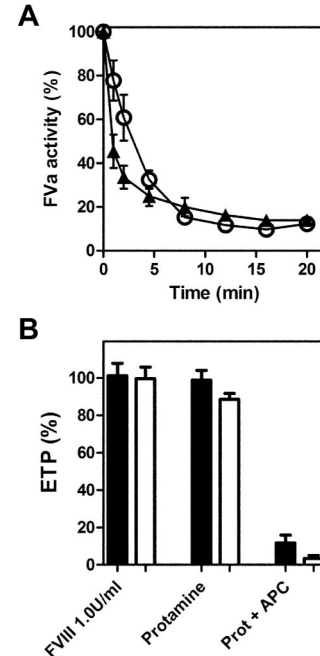 A
FVa activity (%)
100
80
60
40
20
0
0 5 10 15 20
Time (min)
B
ETP (%)
100
80
60
40
20
0
FVIII 1.0U/ml
Protamine
Prot + APC